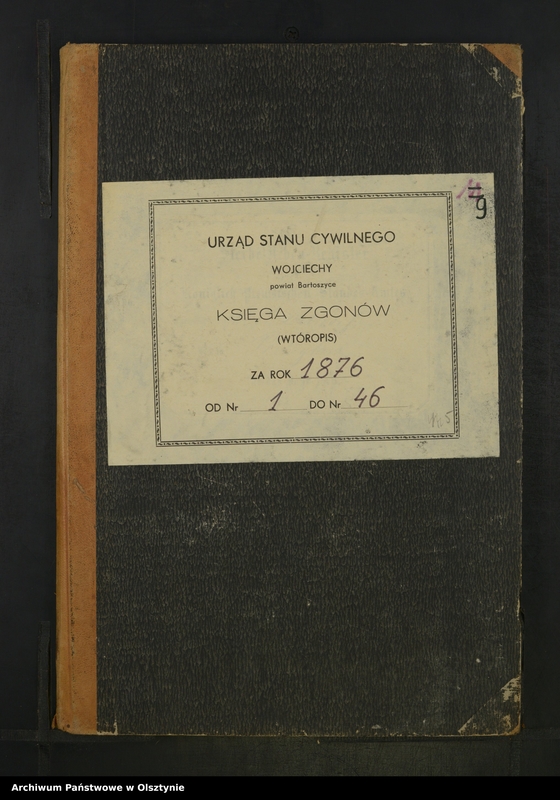 9
URZĄD STANU CYWILNEGO
WOJCIECHY
powiat Bartoszyce
KSIĘGA ZGONÓW
(WTÓROPIS)
ZA ROK 1876
OD Nr 1 DO Nr 46
Archiwum Państwowe w Olsztynie